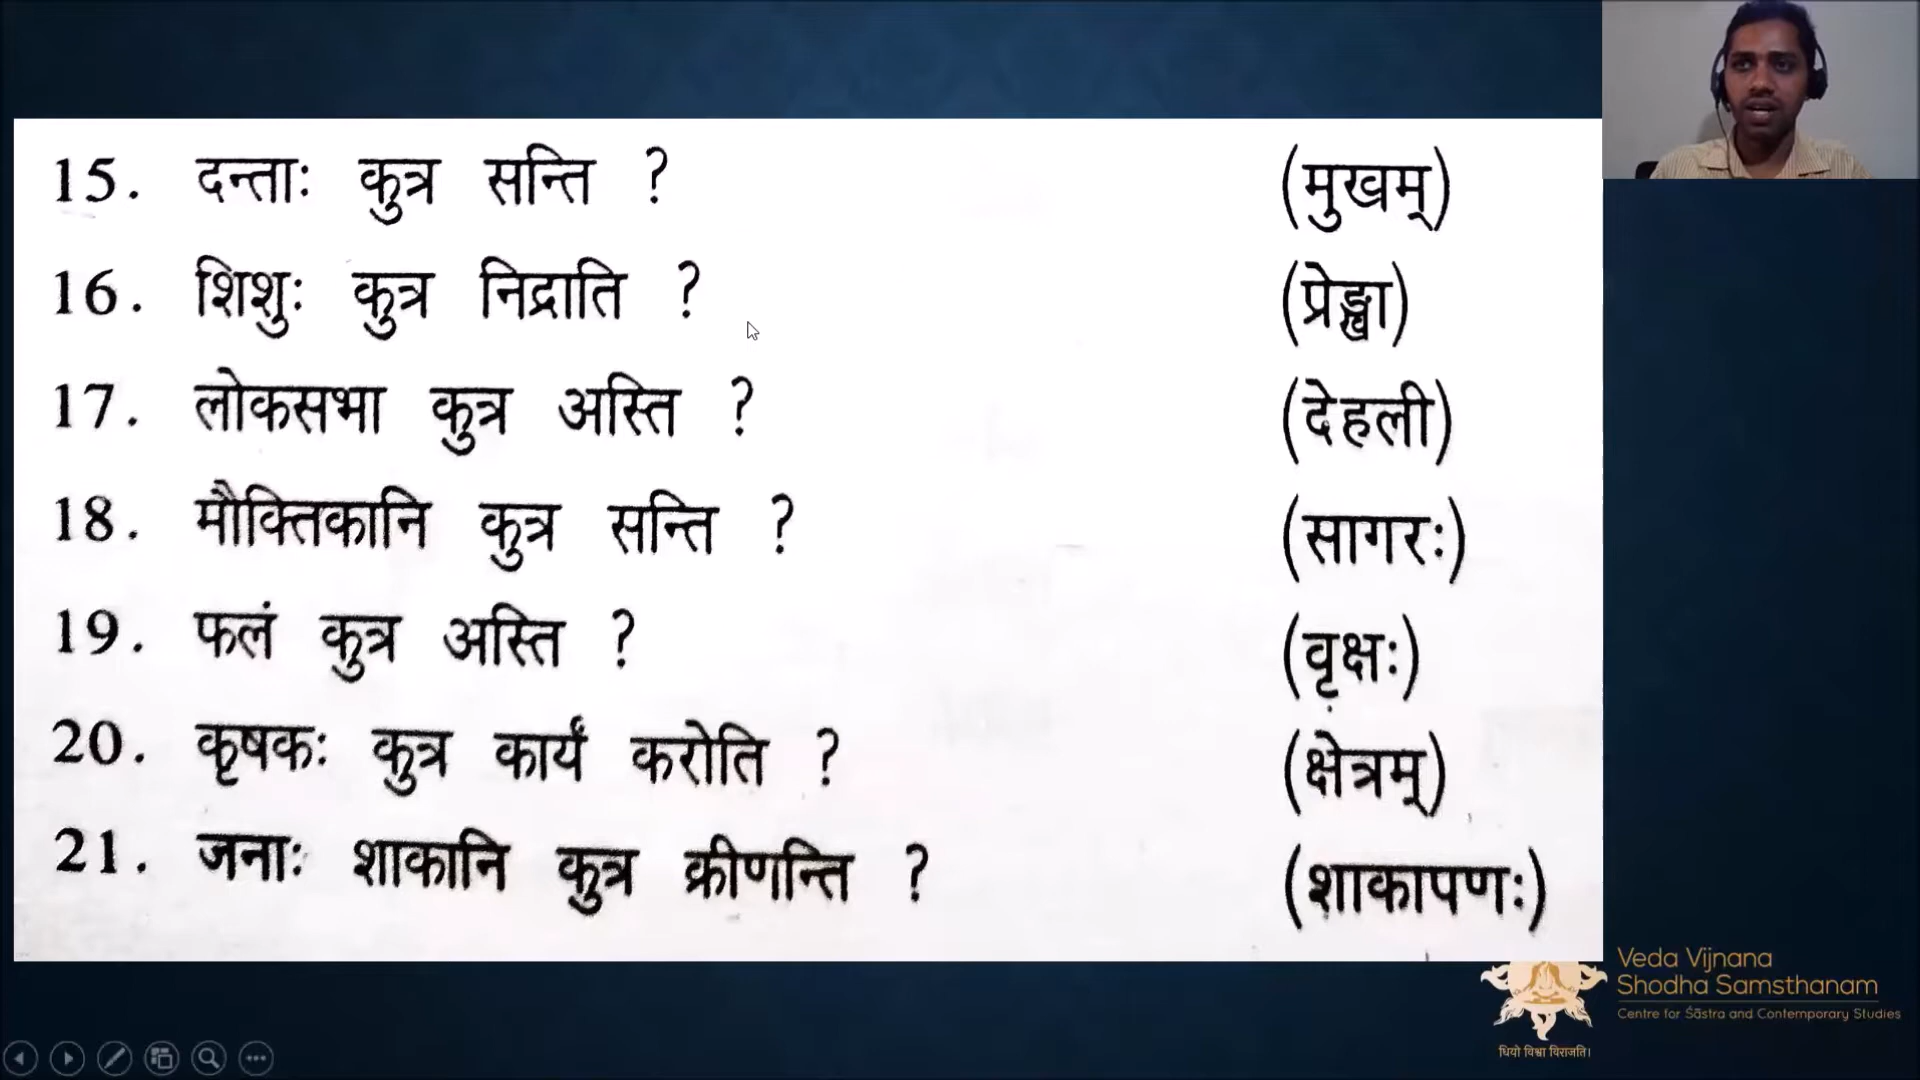 15. दन्ताः कुत्र सन्ति ? (मुखम्)
16. शिशुः कुत्र निद्राति ? (प्रेङ्खा)
17. लोकसभा कुत्र अस्ति ? (देहली)
18. मौक्तिकानि कुत्र सन्ति ? (सागरः)
19. फलं कुत्र अस्ति ? (वृक्षः)
20. कृषकः कुत्र कार्यं करोति ? (क्षेत्रम्)
21. जनाः शाकानि कुत्र क्रीणन्ति ? (शाकापणः)
Veda Vijnana
Shodha Samsthanam
Centre for Śāstra and Contemporary Studies
धियो विश्वा विराजति।